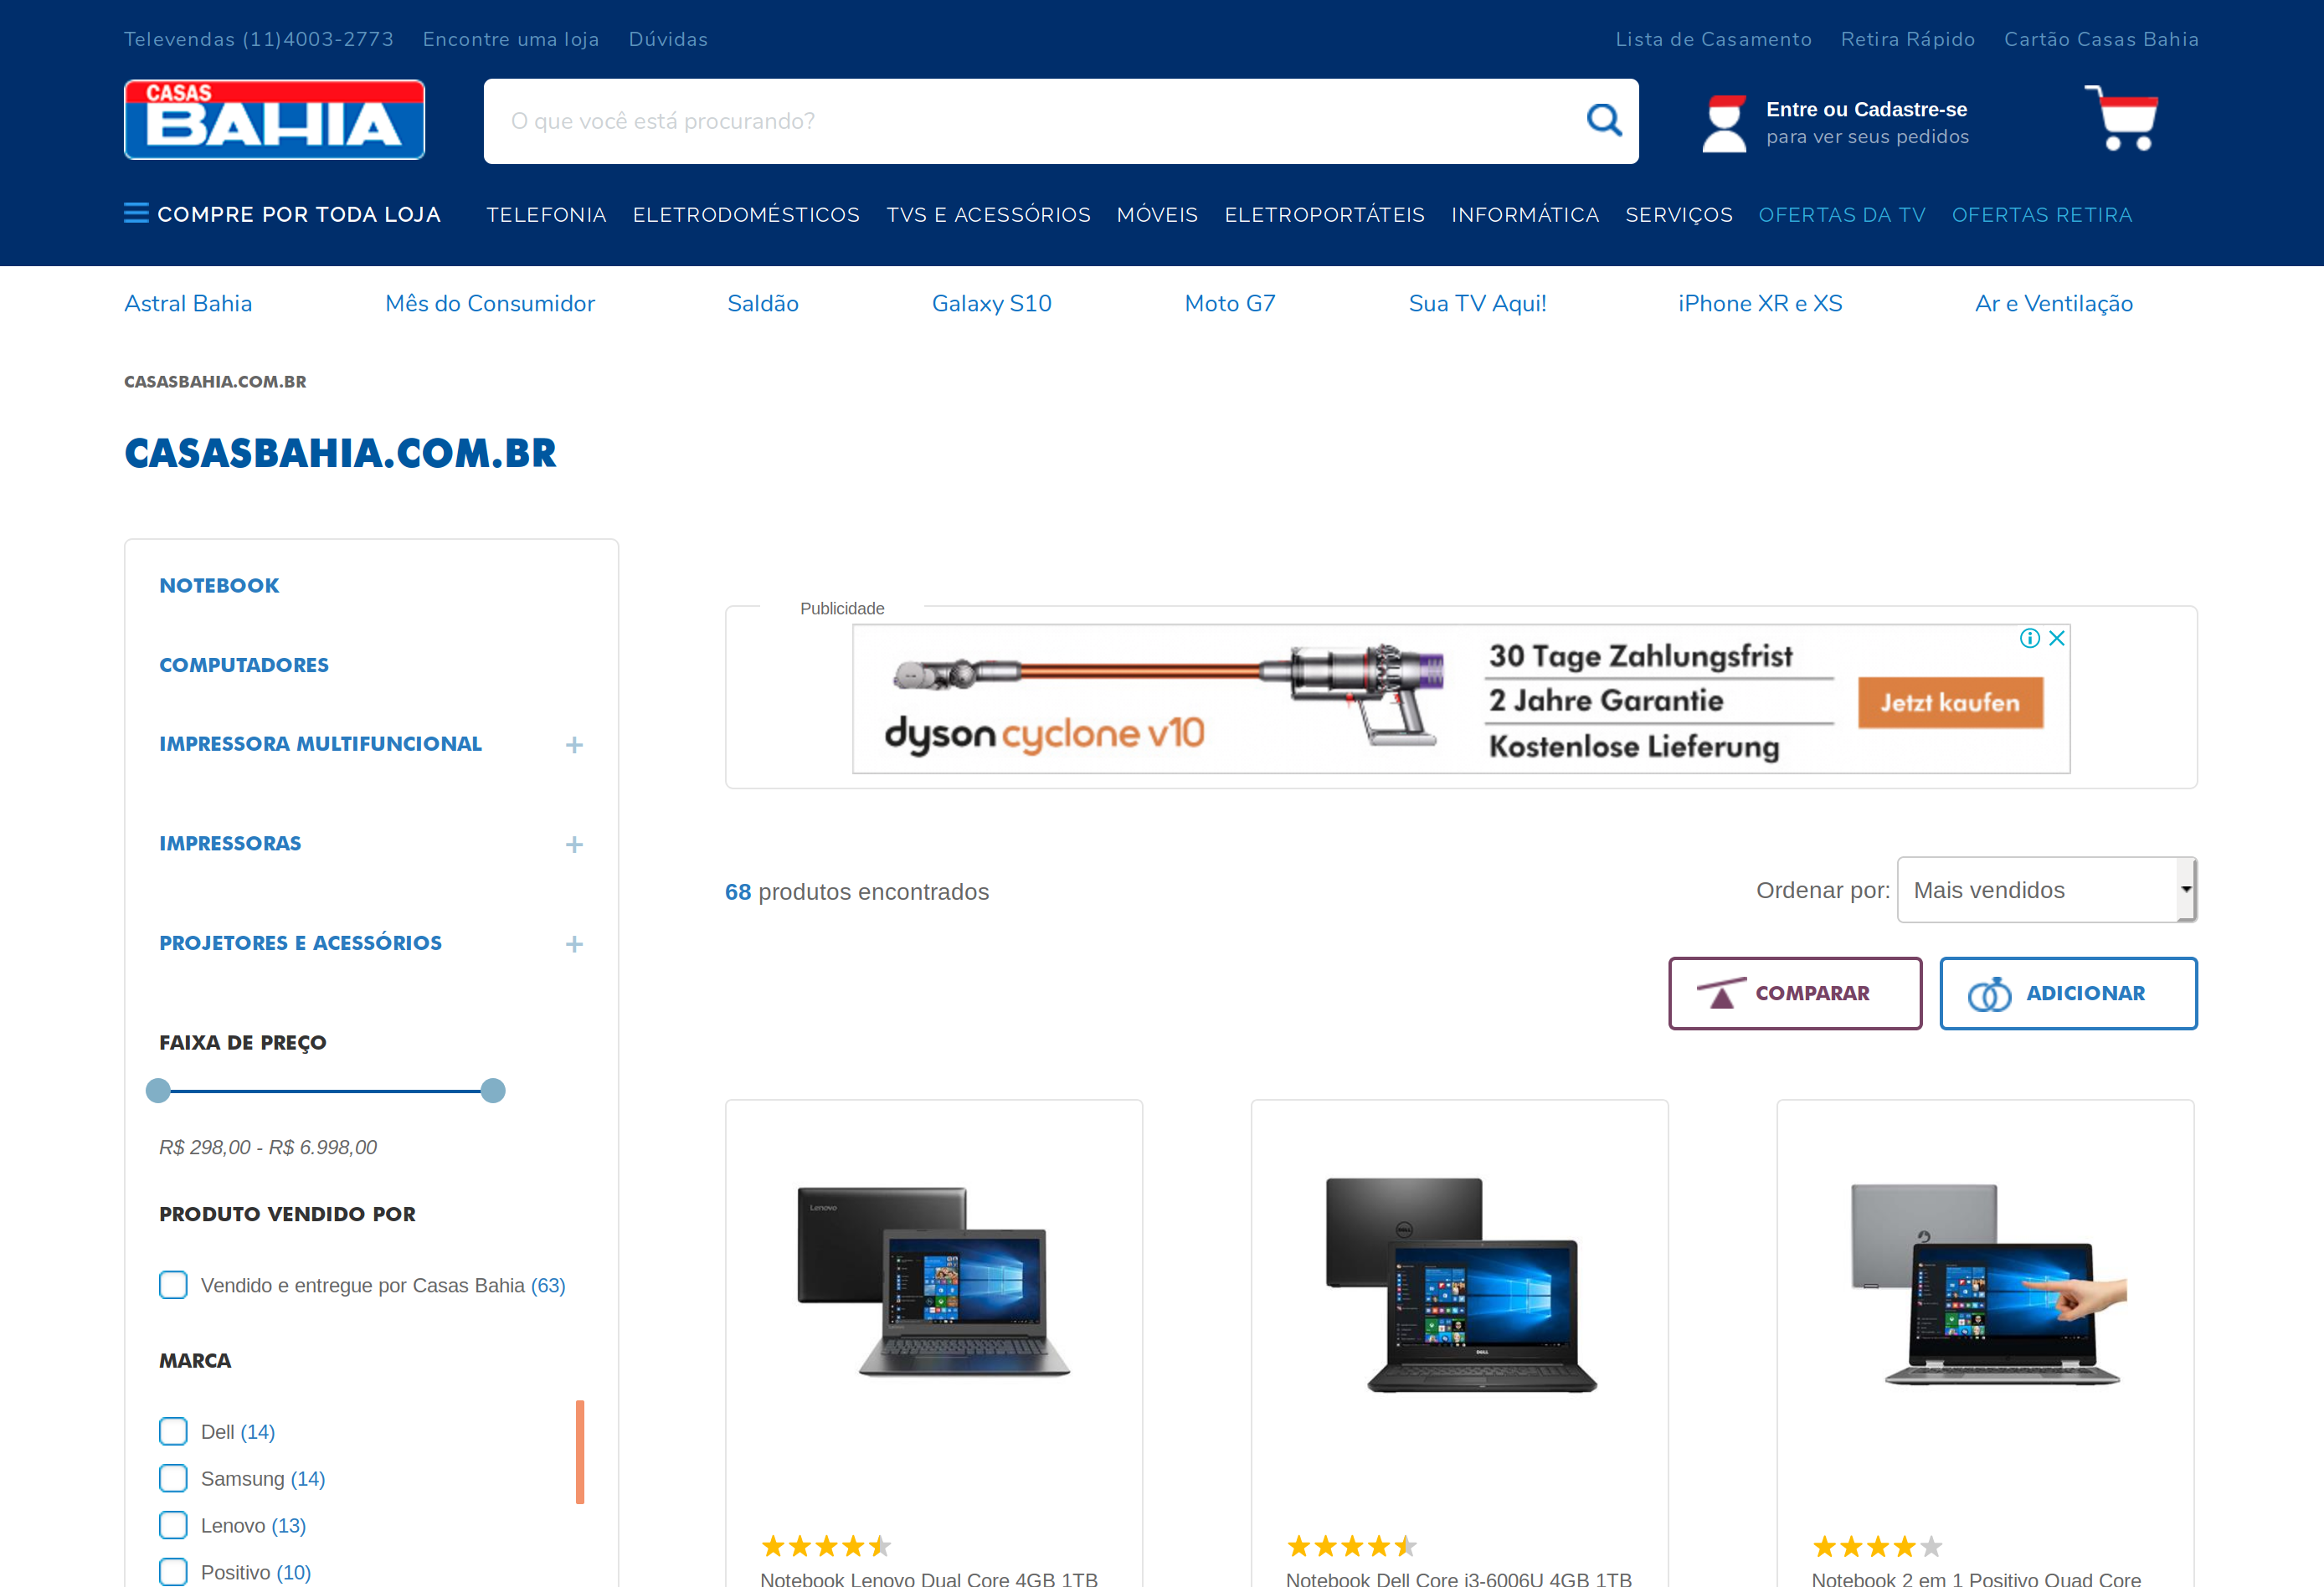 Televendas (11)4003-2773 Encontre uma loja Dúvidas Lista de Casamento Retira Rápido Cartão Casas Bahia
CASAS
BAHIA
O que você está procurando?
Entre ou Cadastre-se
para ver seus pedidos
COMPRE POR TODA LOJA TELEFONIA ELETRODOMÉSTICOS TVS E ACESSÓRIOS MÓVEIS ELETROPORTÁTEIS INFORMÁTICA SERVIÇOS OFERTAS DA TV OFERTAS RETIRA
Astral Bahia Mês do Consumidor Saldão Galaxy S10 Moto G7 Sua TV Aqui! iPhone XR e XS Ar e Ventilação
CASASBAHIA.COM.BR
CASASBAHIA.COM.BR
NOTEBOOK
COMPUTADORES
IMPRESSORA MULTIFUNCIONAL +
IMPRESSORAS +
PROJETORES E ACESSÓRIOS +
FAIXA DE PREÇO
R$ 298,00 - R$ 6.998,00
PRODUTO VENDIDO POR
Vendido e entregue por Casas Bahia (63)
MARCA
Dell (14)
Samsung (14)
Lenovo (13)
Positivo (10)
Publicidade
dyson cyclone v10
30 Tage Zahlungsfrist
2 Jahre Garantie
Kostenlose Lieferung
Jetzt kaufen
68 produtos encontrados
Ordenar por: Mais vendidos
COMPARAR ADICIONAR
Lenovo
DELL
Notebook Lenovo Dual Core 4GB 1TB
Notebook Dell Core i3-6006U 4GB 1TB
Notebook 2 em 1 Positivo Quad Core